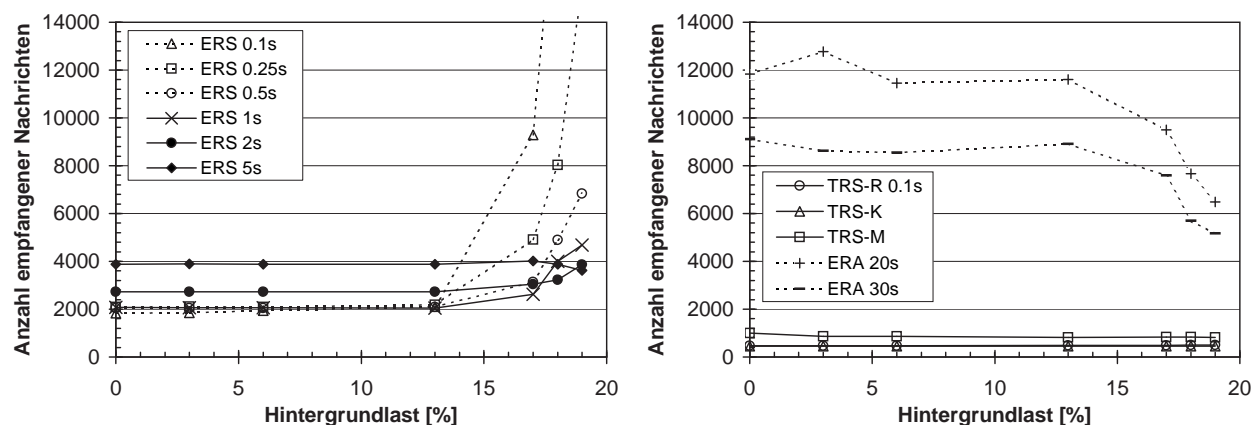 Anzahl empfangener Nachrichten
14000
12000
10000
8000
6000
4000
2000
0
ERS 0.1s
ERS 0.25s
ERS 0.5s
ERS 1s
ERS 2s
ERS 5s
0 5 10 15 20
Hintergrundlast [%]
Anzahl empfangener Nachrichten
14000
12000
10000
8000
6000
4000
2000
0
TRS-R 0.1s
TRS-K
TRS-M
ERA 20s
ERA 30s
0 5 10 15 20
Hintergrundlast [%]